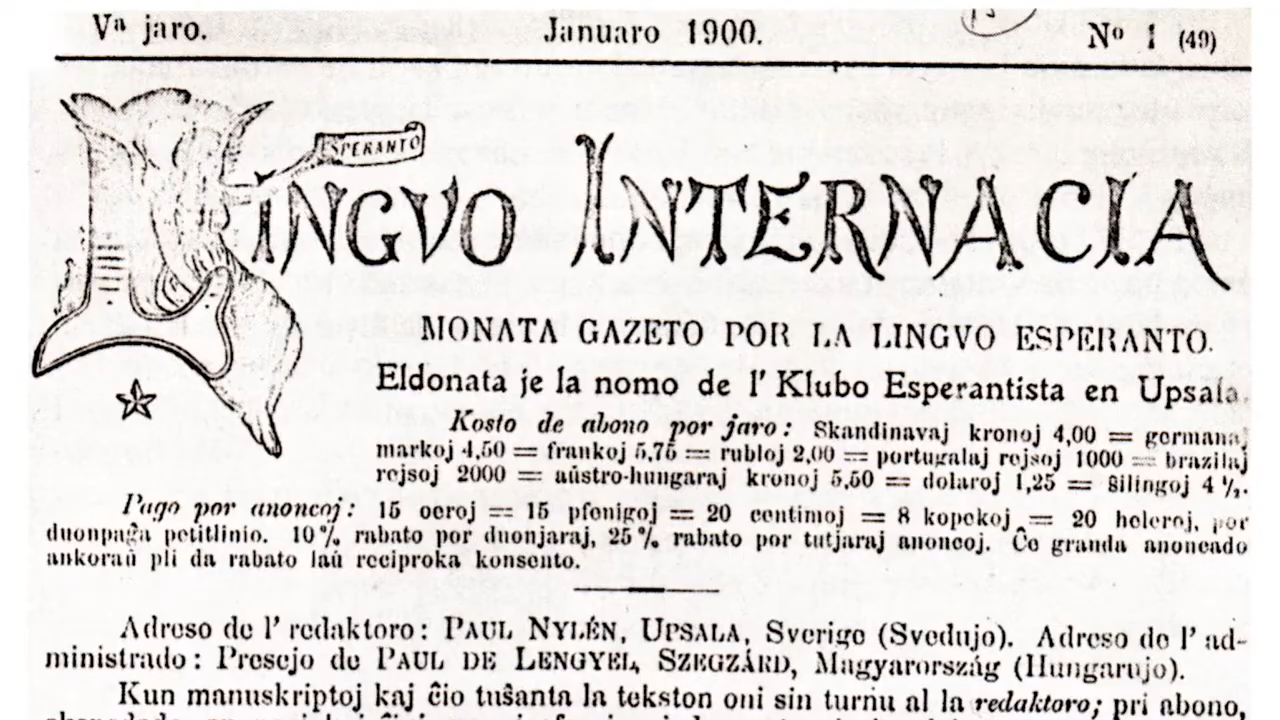 Vª jaro. Januaro 1900. Nº 1 (49)
ESPERANTO
LINGVO INTERNACIA
MONATA GAZETO POR LA LINGVO ESPERANTO.
Eldonata je la nomo de l' Klubo Esperantista en Upsala.
Kosto de abono por jaro: Skandinavaj kronoj 4,00 = germanaj
markoj 4,50 = frankoj 5,75 = rubloj 2,00 = portugalaj rejsoj 1000 = brazilaj
rejsoj 2000 = aŭstro-hungaraj kronoj 5,50 = dolaroj 1,25 = ŝilingoj 4 ½.
Pago por anoncoj: 15 oeroj = 15 pfenigoj = 20 centimoj = 8 kopekoj = 20 heleroj, por
duonpaĝa petitlinio. 10% rabato por duonjaraj, 25% rabato por tutjaraj anoncoj. Ĉe granda anoncado
ankoraŭ pli da rabato laŭ reciproka konsento.
Adreso de l' redaktoro: PAUL NYLÉN, UPSALA, Sverige (Svedujo). Adreso de l' ad-
ministrado: Presejo de PAUL DE LENGYEL, SZEGZÁRD, Magyarország (Hungarujo).
Kun manuskriptoj kaj ĉio tuŝanta la tekston oni sin turnu al la redaktoro; pri abono,